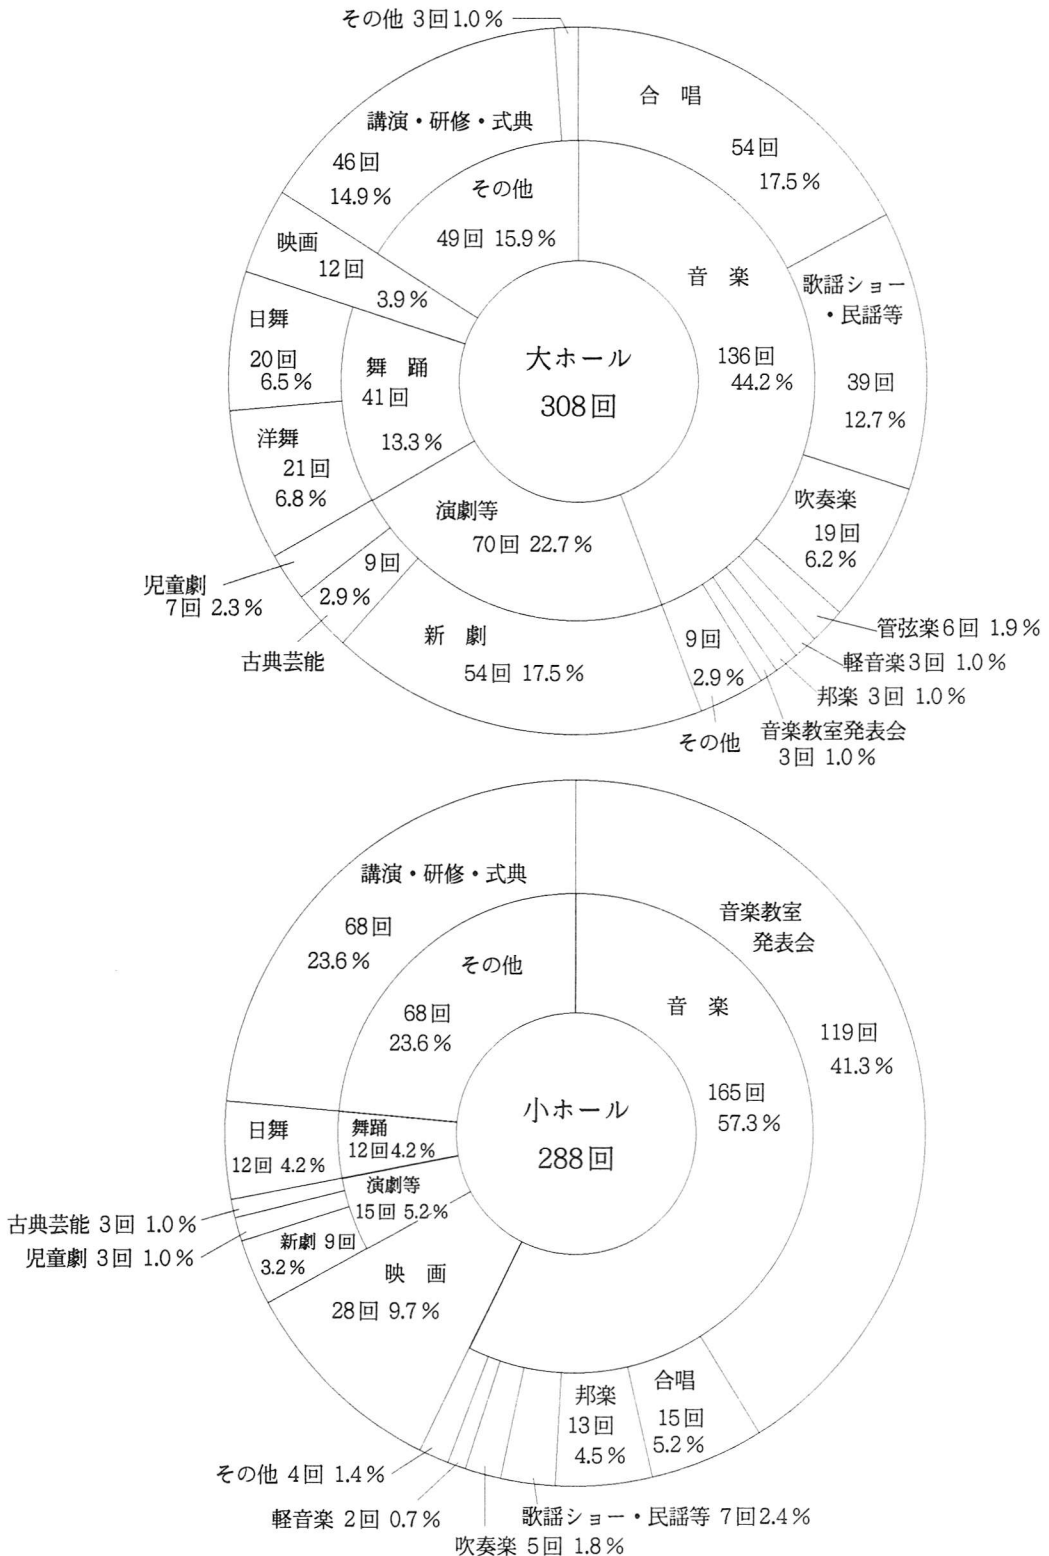 その他 3回1.0%
合唱
54回
17.5%
講演・研修・式典
46回
14.9%
その他
49回 15.9%
映画
12回
3.9%
音楽
136回
44.2%
歌謡ショー
・民謡等
39回
12.7%
日舞
20回
6.5%
舞踊
41回
13.3%
大ホール
308回
洋舞
21回
6.8%
演劇等
70回 22.7%
吹奏楽
19回
6.2%
児童劇
7回 2.3%
9回
2.9%
古典芸能
新劇
54回 17.5%
9回
2.9%
その他
管弦楽6回 1.9%
軽音楽3回 1.0%
邦楽 3回 1.0%
音楽教室発表会
3回 1.0%
講演・研修・式典
68回
23.6%
その他
68回
23.6%
音楽教室
発表会
119回
41.3%
音楽
165回
57.3%
小ホール
288回
日舞
12回 4.2%
舞踊
12回4.2%
演劇等
15回 5.2%
古典芸能 3回 1.0%
児童劇 3回 1.0%
新劇 9回
3.2%
映画
28回 9.7%
合唱
15回
5.2%
邦楽
13回
4.5%
その他 4回 1.4%
軽音楽 2回 0.7%
歌謡ショー・民謡等 7回2.4%
吹奏楽 5回 1.8%